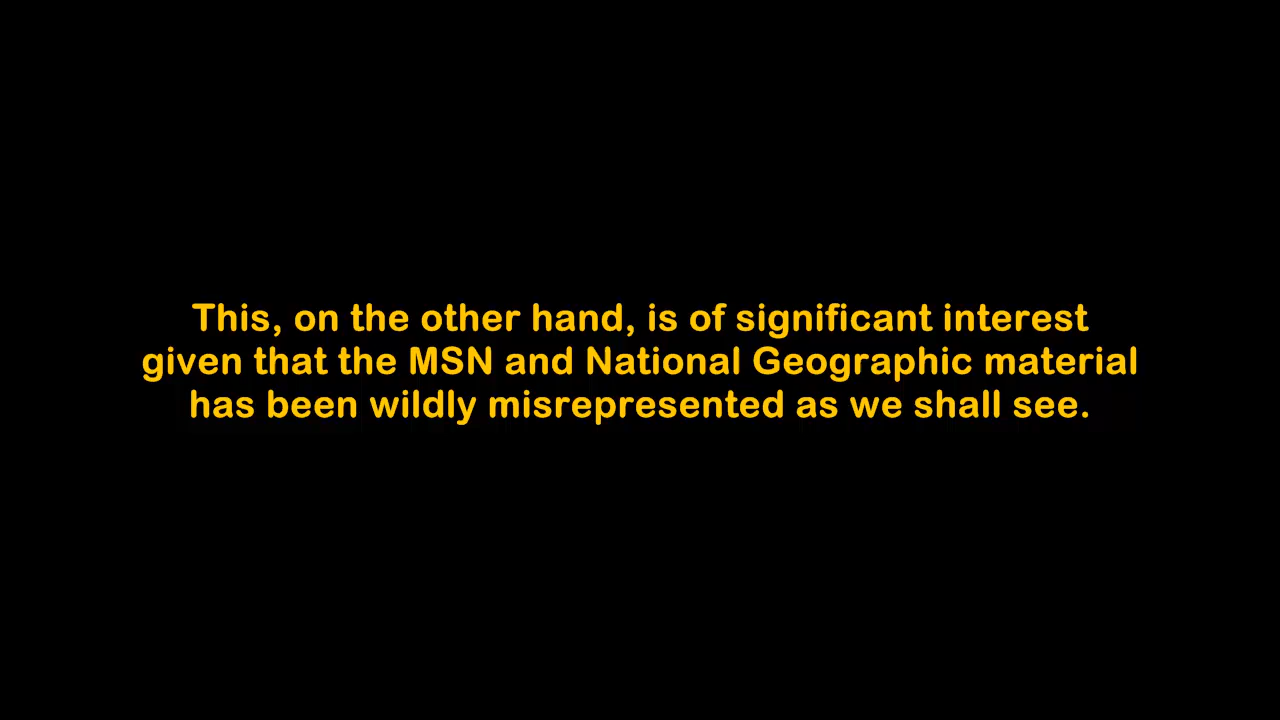 This, on the other hand, is of significant interest
given that the MSN and National Geographic material
has been wildly misrepresented as we shall see.